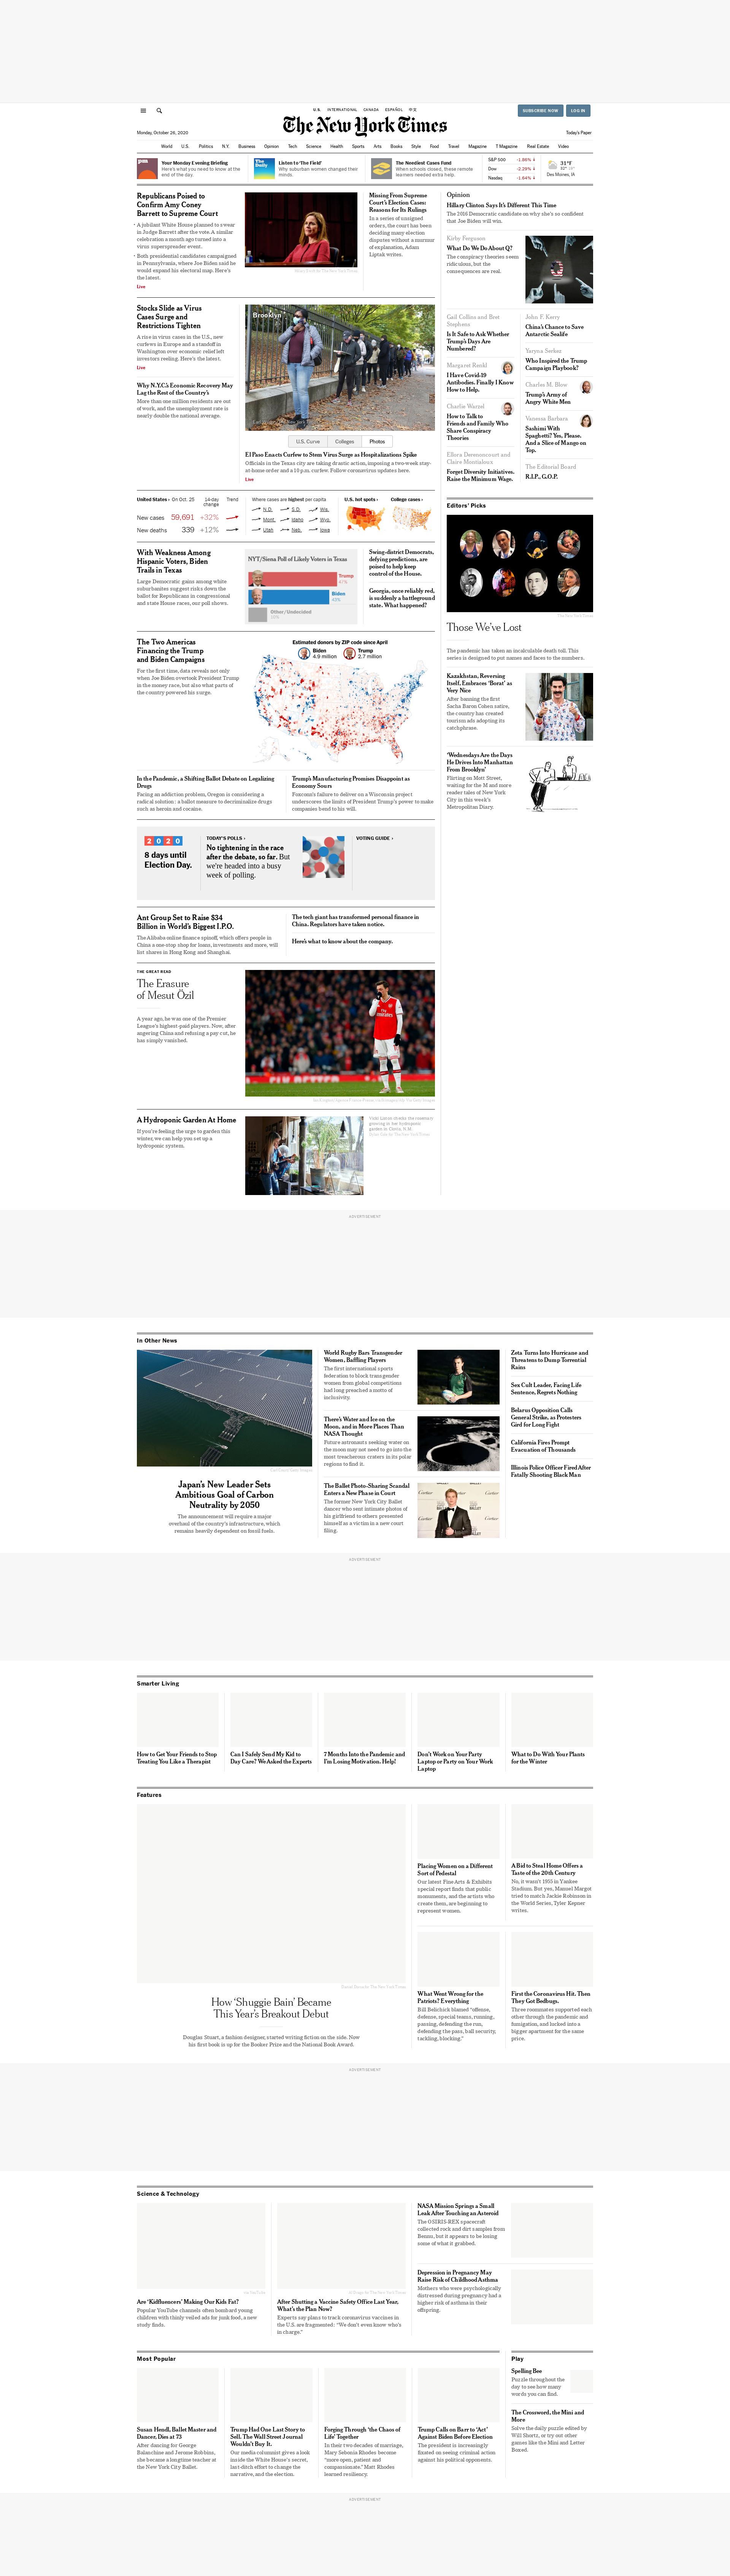 U.S. INTERNATIONAL CANADA ESPAÑOL 中文
SUBSCRIBE NOW LOG IN
The New York Times
Monday, October 26, 2020
Today's Paper
World U.S. Politics N.Y. Business Opinion Tech Science Health Sports Arts Books Style Food Travel Magazine T Magazine Real Estate Video
Your Monday Evening Briefing
Here's what you need to know at the
end of the day.
The
Daily
Listen to 'The Field'
Why suburban women changed their
minds.
The Neediest Cases Fund
When schools closed, these remote
learners needed extra help.
S&P 500 -1.86%
Dow -2.29%
Nasdaq -1.64%
31°F
Des Moines, IA
Republicans Poised to
Confirm Amy Coney
Barrett to Supreme Court
A jubilant White House planned to swear
in Judge Barrett after the vote. A similar
celebration a month ago turned into a
virus superspreader event.
Both presidential candidates campaigned
in Pennsylvania, where Joe Biden said he
would expand his electoral map. Here's
the latest.
Live
Missing From Supreme
Court's Election Cases:
Reasons for Its Rulings
In a series of unsigned
orders, the court has been
deciding many election
disputes without a murmur
of explanation, Adam
Liptak writes.
Stocks Slide as Virus
Cases Surge and
Restrictions Tighten
A rise in virus cases in the U.S., new
curfews in Europe and a standoff in
Washington over economic relief left
investors reeling. Here's the latest.
Live
Why N.Y.C.'s Economic Recovery May
Lag the Rest of the Country's
More than one million residents are out
of work, and the unemployment rate is
nearly double the national average.
Brooklyn
U.S. Curve Colleges Photos
El Paso Enacts Curfew to Stem Virus Surge as Hospitalizations Spike
Officials in the Texas city are taking drastic action, imposing a two-week stay-
at-home order and a 10 p.m. curfew. Follow coronavirus updates here.
Live
United States › On Oct. 25 14-day change Trend
New cases 59,691 +32%
New deaths 339 +12%
Where cases are highest per capita
N.D. S.D. Wis.
Mont. Idaho Wyo.
Utah Neb. Iowa
U.S. hot spots ›
College cases ›
With Weakness Among
Hispanic Voters, Biden
Trails in Texas
Large Democratic gains among white
suburbanites suggest risks down the
ballot for Republicans in congressional
and state House races, our poll shows.
NYT/Siena Poll of Likely Voters in Texas
Trump
47%
Biden
43%
Other/Undecided
10%
Swing-district Democrats,
defying predictions, are
poised to help keep
control of the House.
Georgia, once reliably red,
is suddenly a battleground
state. What happened?
The Two Americas
Financing the Trump
and Biden Campaigns
For the first time, data reveals not only
when Joe Biden overtook President Trump
in the money race, but also what parts of
the country powered his surge.
Estimated donors by ZIP code since April
Biden
4.9 million
Trump
2.7 million
In the Pandemic, a Shifting Ballot Debate on Legalizing
Drugs
Facing an addiction problem, Oregon is considering a
radical solution: a ballot measure to decriminalize drugs
such as heroin and cocaine.
Trump's Manufacturing Promises Disappoint as
Economy Sours
Foxconn's failure to deliver on a Wisconsin project
underscores the limits of President Trump's power to make
companies bend to his will.
2020
8 days until
Election Day.
TODAY'S POLLS ›
No tightening in the race
after the debate, so far. But
we're headed into a busy
week of polling.
VOTING GUIDE ›
Ant Group Set to Raise $34
Billion in World's Biggest I.P.O.
The Alibaba online finance spinoff, which offers people in
China a one-stop shop for loans, investments and more, will
list shares in Hong Kong and Shanghai.
The tech giant has transformed personal finance in
China. Regulators have taken notice.
Here's what to know about the company.
THE GREAT READ
The Erasure
of Mesut Özil
A year ago, he was one of the Premier
League's highest-paid players. Now, after
angering China and refusing a pay cut, he
has simply vanished.
A Hydroponic Garden At Home
If you're feeling the urge to garden this
winter, we can help you set up a
hydroponic system.
Opinion
Hillary Clinton Says It's Different This Time
The 2016 Democratic candidate on why she's so confident
that Joe Biden will win.
Kirby Ferguson
What Do We Do About Q?
The conspiracy theories seem
ridiculous, but the
consequences are real.
Gail Collins and Bret
Stephens
Is It Safe to Ask Whether
Trump's Days Are
Numbered?
Margaret Renkl
I Have Covid-19
Antibodies. Finally I Know
How to Help.
Charlie Warzel
How to Talk to
Friends and Family Who
Share Conspiracy
Theories
Ellora Derenoncourt and
Claire Montialoux
Forget Diversity Initiatives.
Raise the Minimum Wage.
John F. Kerry
China's Chance to Save
Antarctic Sealife
Yaryna Serkez
Who Inspired the Trump
Campaign Playbook?
Charles M. Blow
Trump's Army of
Angry White Men
Vanessa Barbara
Sashimi With
Spaghetti? Yes, Please.
And a Slice of Mango on
Top.
The Editorial Board
R.I.P., G.O.P.
Editors' Picks
Those We've Lost
The pandemic has taken an incalculable death toll. This
series is designed to put names and faces to the numbers.
Kazakhstan, Reversing
Itself, Embraces 'Borat' as
Very Nice
After banning the first
Sacha Baron Cohen satire,
the country has created
tourism ads adopting its
catchphrase.
'Wednesdays Are the Days
He Drives Into Manhattan
From Brooklyn'
Flirting on Mott Street,
waiting for the M and more
reader tales of New York
City in this week's
Metropolitan Diary.
ADVERTISEMENT
In Other News
Japan's New Leader Sets
Ambitious Goal of Carbon
Neutrality by 2050
The announcement will require a major
overhaul of the country's infrastructure, which
remains heavily dependent on fossil fuels.
World Rugby Bars Transgender
Women, Baffling Players
The first international sports
federation to block transgender
women from global competitions
had long preached a motto of
inclusivity.
There's Water and Ice on the
Moon, and in More Places Than
NASA Thought
Future astronauts seeking water on
the moon may not need to go into the
most treacherous craters in its polar
regions to find it.
The Ballet Photo-Sharing Scandal
Enters a New Phase in Court
The former New York City Ballet
dancer who sent intimate photos of
his girlfriend to others presented
himself as a victim in a new court
filing.
Zeta Turns Into Hurricane and
Threatens to Dump Torrential
Rains
Sex Cult Leader, Facing Life
Sentence, Regrets Nothing
Belarus Opposition Calls
General Strike, as Protesters
Gird for Long Fight
California Fires Prompt
Evacuation of Thousands
Illinois Police Officer Fired After
Fatally Shooting Black Man
ADVERTISEMENT
Smarter Living
How to Get Your Friends to Stop
Treating You Like a Therapist
Can I Safely Send My Kid to
Day Care? We Asked the Experts
7 Months Into the Pandemic and
I'm Losing Motivation. Help!
Don't Work on Your Party
Laptop or Party on Your Work
Laptop
What to Do With Your Plants
for the Winter
Features
How 'Shuggie Bain' Became
This Year's Breakout Debut
Douglas Stuart, a fashion designer, started writing fiction on the side. Now
his first book is up for the Booker Prize and the National Book Award.
Placing Women on a Different
Sort of Pedestal
Our latest Fine Arts & Exhibits
special report finds that public
monuments, and the artists who
create them, are beginning to
represent women.
A Bid to Steal Home Offers a
Taste of the 20th Century
No, it wasn't 1955 in Yankee
Stadium. But yes, Manuel Margot
tried to match Jackie Robinson in
the World Series, Tyler Kepner
writes.
What Went Wrong for the
Patriots? Everything
Bill Belichick blamed "offense,
defense, special teams, running,
passing, defending the run,
defending the pass, ball security,
tackling, blocking."
First the Coronavirus Hit. Then
They Got Bedbugs.
Three roommates supported each
other through the pandemic and
fumigation, and locked into a
bigger apartment for the same
price.
ADVERTISEMENT
Science & Technology
Are 'Kidfluencers' Making Our Kids Fat?
Popular YouTube channels often bombard young
children with thinly veiled ads for junk food, a new
study finds.
After Shutting a Vaccine Safety Office Last Year,
What's the Plan Now?
Experts say plans to track coronavirus vaccines in
the U.S. are fragmented: "We don't even know who's
in charge."
NASA Mission Springs a Small
Leak After Touching an Asteroid
The OSIRIS-REX spacecraft
collected rock and dirt samples from
Bennu, but it appears to be losing
some of what it grabbed.
Depression in Pregnancy May
Raise Risk of Childhood Asthma
Mothers who were psychologically
distressed during pregnancy had a
higher risk of asthma in their
offspring.
Most Popular
Susan Hendl, Ballet Master and
Dancer, Dies at 73
After dancing for George
Balanchine and Jerome Robbins,
she became a longtime teacher at
the New York City Ballet.
Trump Had One Last Story to
Sell. The Wall Street Journal
Wouldn't Buy It.
Our media columnist gives a look
inside the White House's secret,
last-ditch effort to change the
narrative, and the election.
Forging Through 'the Chaos of
Life' Together
In their two decades of marriage,
Mary Sebonia Rhodes become
"more open, patient and
compassionate." Matt Rhodes
learned resiliency.
Trump Calls on Barr to 'Act'
Against Biden Before Election
The president is increasingly
fixated on seeing criminal action
against his political opponents.
Play
Spelling Bee
Puzzle throughout the
day to see how many
words you can find.
The Crossword, the Mini and
More
Solve the daily puzzle edited by
Will Shortz, or try out other
games like the Mini and Letter
Boxed.
ADVERTISEMENT